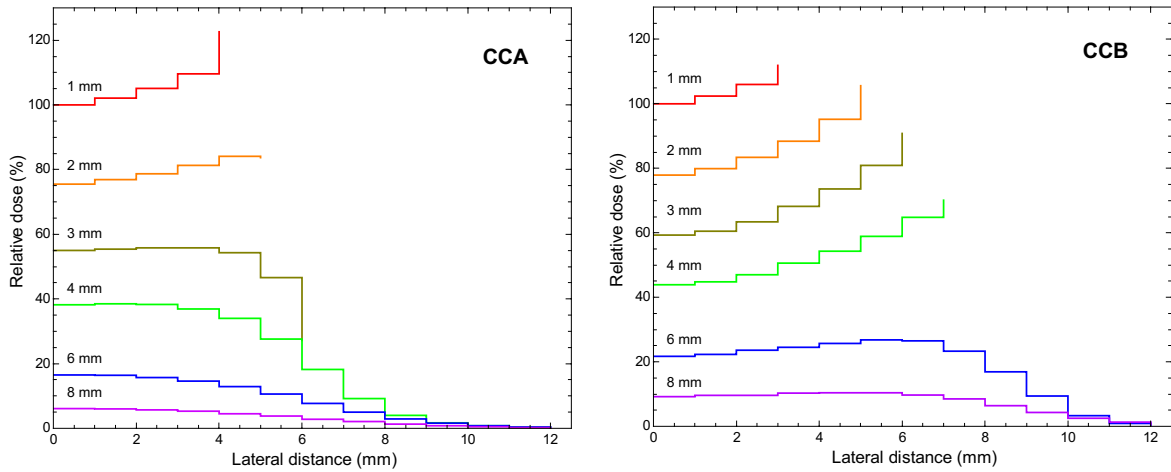 CCA
120
100
80
60
40
20
0
1 mm
2 mm
3 mm
4 mm
6 mm
8 mm
0 2 4 6 8 10 12
Relative dose (%)
Lateral distance (mm)
CCB
120
100
80
60
40
20
0
1 mm
2 mm
3 mm
4 mm
6 mm
8 mm
0 2 4 6 8 10 12
Relative dose (%)
Lateral distance (mm)